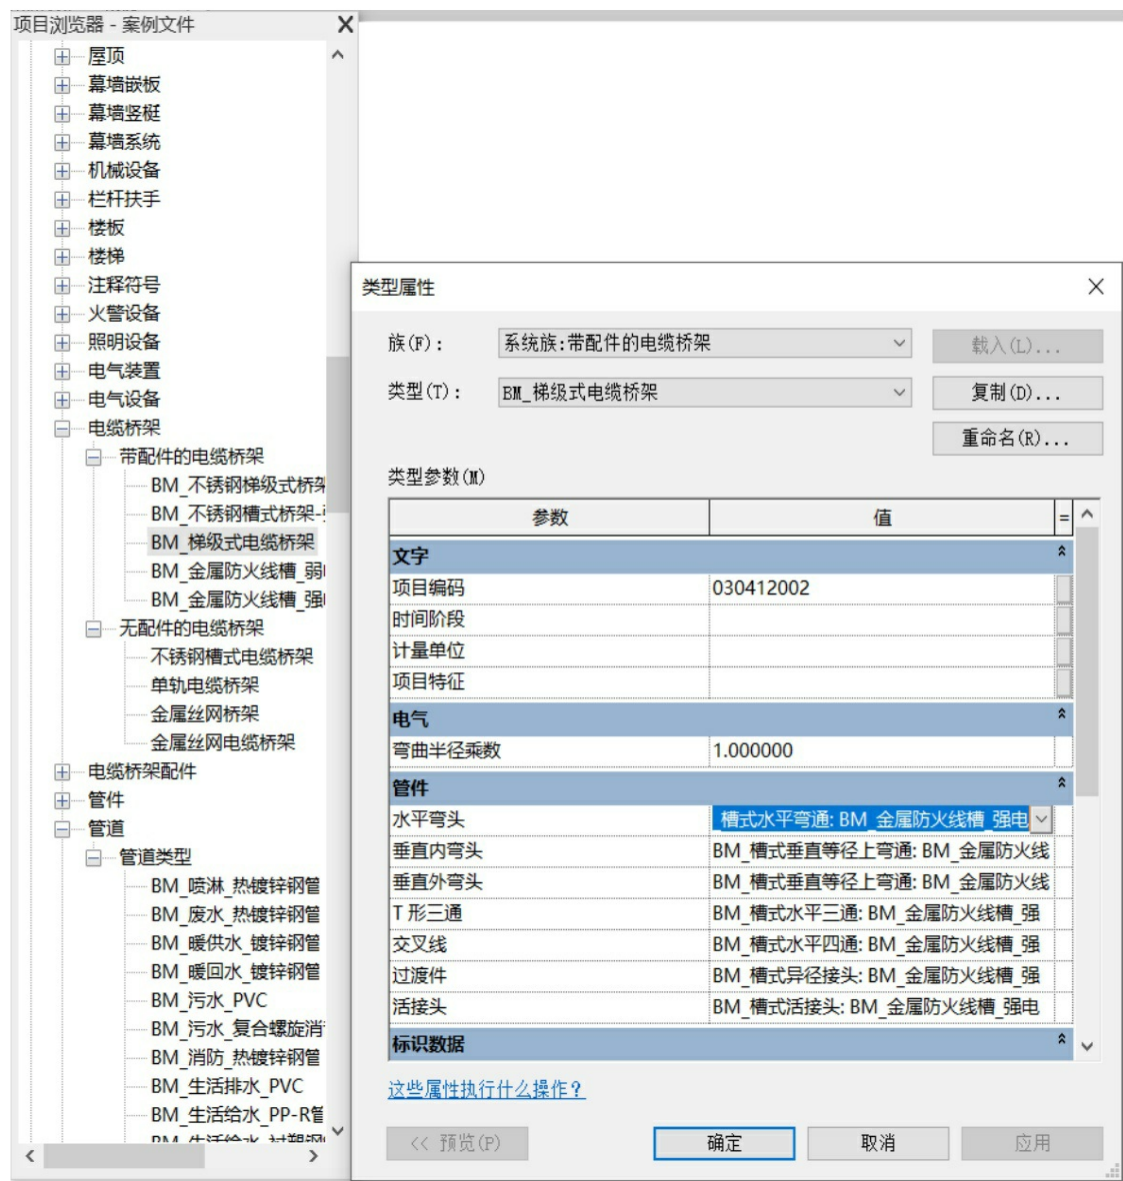 项目浏览器 - 案例文件
屋顶
幕墙嵌板
幕墙竖梃
幕墙系统
机械设备
栏杆扶手
楼板
楼梯
注释符号
火警设备
照明设备
电气装置
电气设备
电缆桥架
带配件的电缆桥架
BM_不锈钢梯级式桥架
BM_不锈钢槽式桥架-
BM_梯级式电缆桥架
BM_金属防火线槽_弱
BM_金属防火线槽_强
无配件的电缆桥架
不锈钢槽式电缆桥架
单轨电缆桥架
金属丝网桥架
金属丝网电缆桥架
电缆桥架配件
管件
管道
管道类型
BM_喷淋_热镀锌钢管
BM_废水_热镀锌钢管
BM_暖供水_镀锌钢管
BM_暖回水_镀锌钢管
BM_污水_PVC
BM_污水_复合螺旋消
BM_消防_热镀锌钢管
BM_生活排水_PVC
BM_生活给水_PP-R管
BM_生活给水_衬塑钢
类型属性
族(F):
系统族:带配件的电缆桥架
载入(L)...
类型(T):
BM_梯级式电缆桥架
复制(D)...
重命名(R)...
类型参数(M)
参数 值 =
文字
项目编码 030412002
时间阶段
计量单位
项目特征
电气
弯曲半径乘数 1.000000
管件
水平弯头 _槽式水平弯通: BM_金属防火线槽_强电
垂直内弯头 BM_槽式垂直等径上弯通: BM_金属防火线
垂直外弯头 BM_槽式垂直等径上弯通: BM_金属防火线
T 形三通 BM_槽式水平三通: BM_金属防火线槽_强
交叉线 BM_槽式水平四通: BM_金属防火线槽_强
过渡件 BM_槽式异径接头: BM_金属防火线槽_强
活接头 BM_槽式活接头: BM_金属防火线槽_强电
标识数据
这些属性执行什么操作?
<< 预览(P)
确定
取消
应用